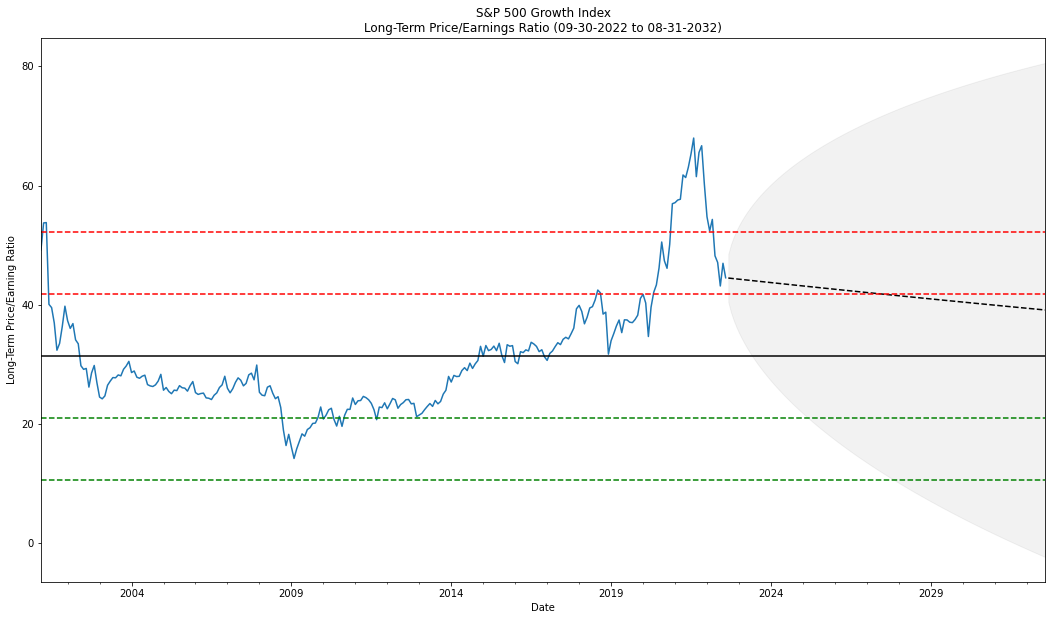 S&P 500 Growth Index
Long-Term Price/Earnings Ratio (09-30-2022 to 08-31-2032)
Long-Term Price/Earning Ratio
80
60
40
20
0
2004 2009 2014 2019 2024 2029
Date